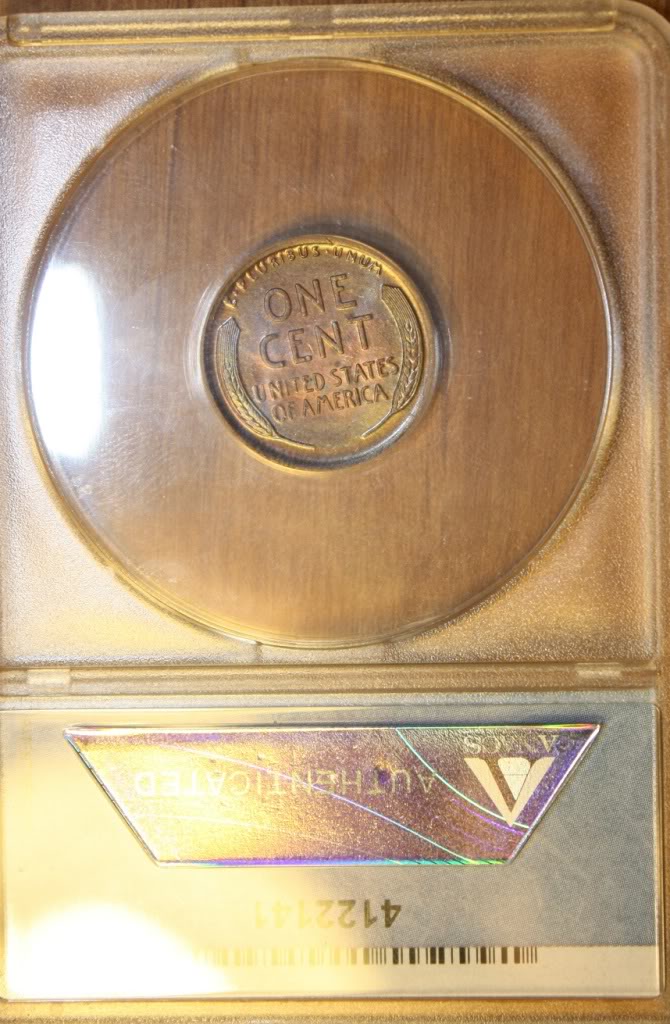 E·PLURIBUS·UNUM
ONE
CENT
UNITED STATES
OF AMERICA
ANACS
AUTHENTICATED
4122141